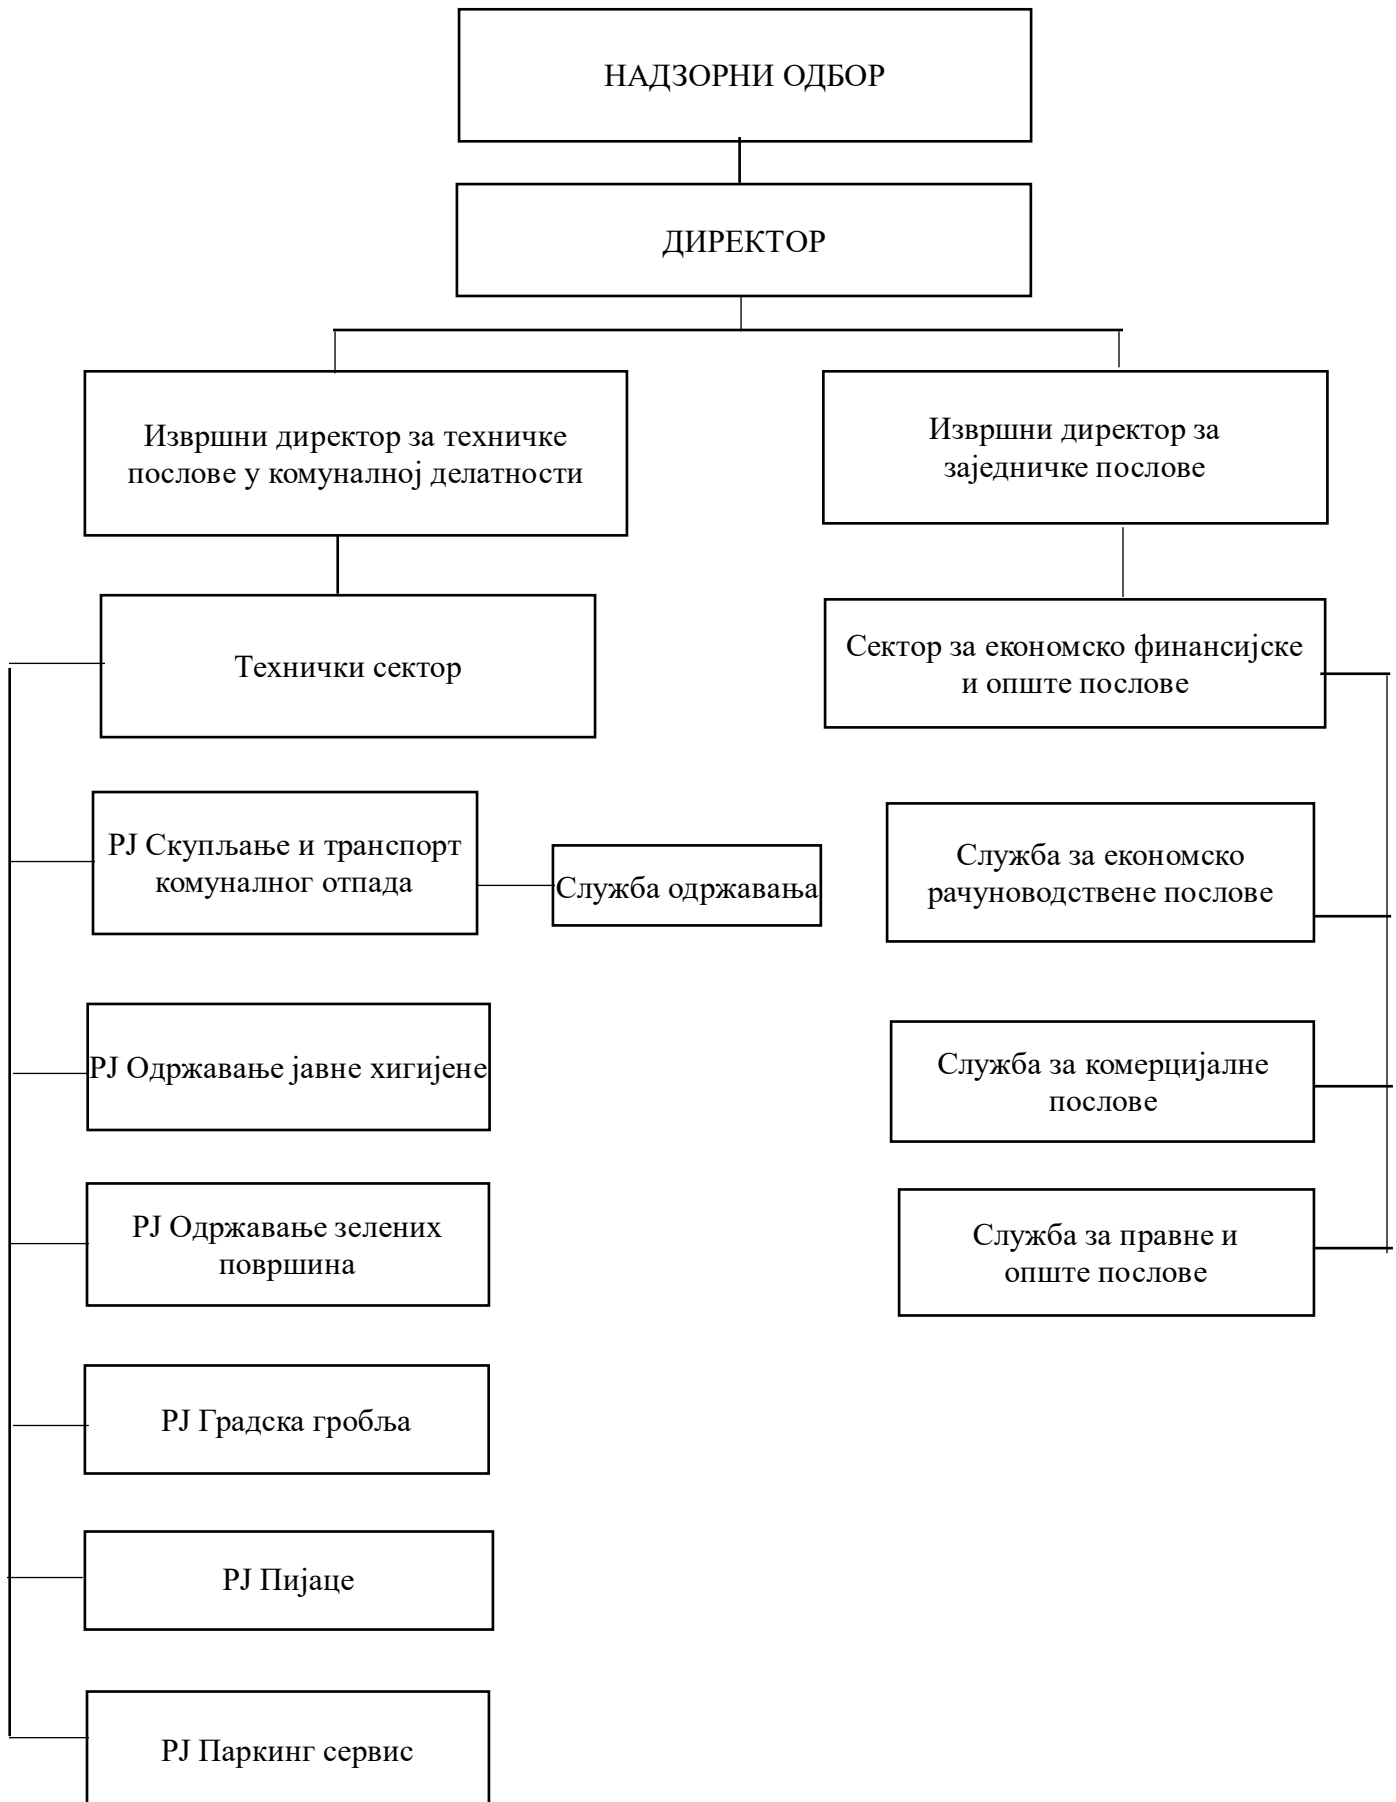 НАДЗОРНИ ОДБОР
ДИРЕКТОР
Извршни директор за техничке
послове у комуналној делатности
Извршни директор за
заједничке послове
Технички сектор
Сектор за економско финансијске
и опште послове
РЈ Скупљање и транспорт
комуналног отпада
Служба одржавања
Служба за економско
рачуноводствене послове
РЈ Одржавање јавне хигијене
Служба за комерцијалне
послове
РЈ Одржавање зелених
површина
Служба за правне и
опште послове
РЈ Градска гробља
РЈ Пијаце
РЈ Паркинг сервис